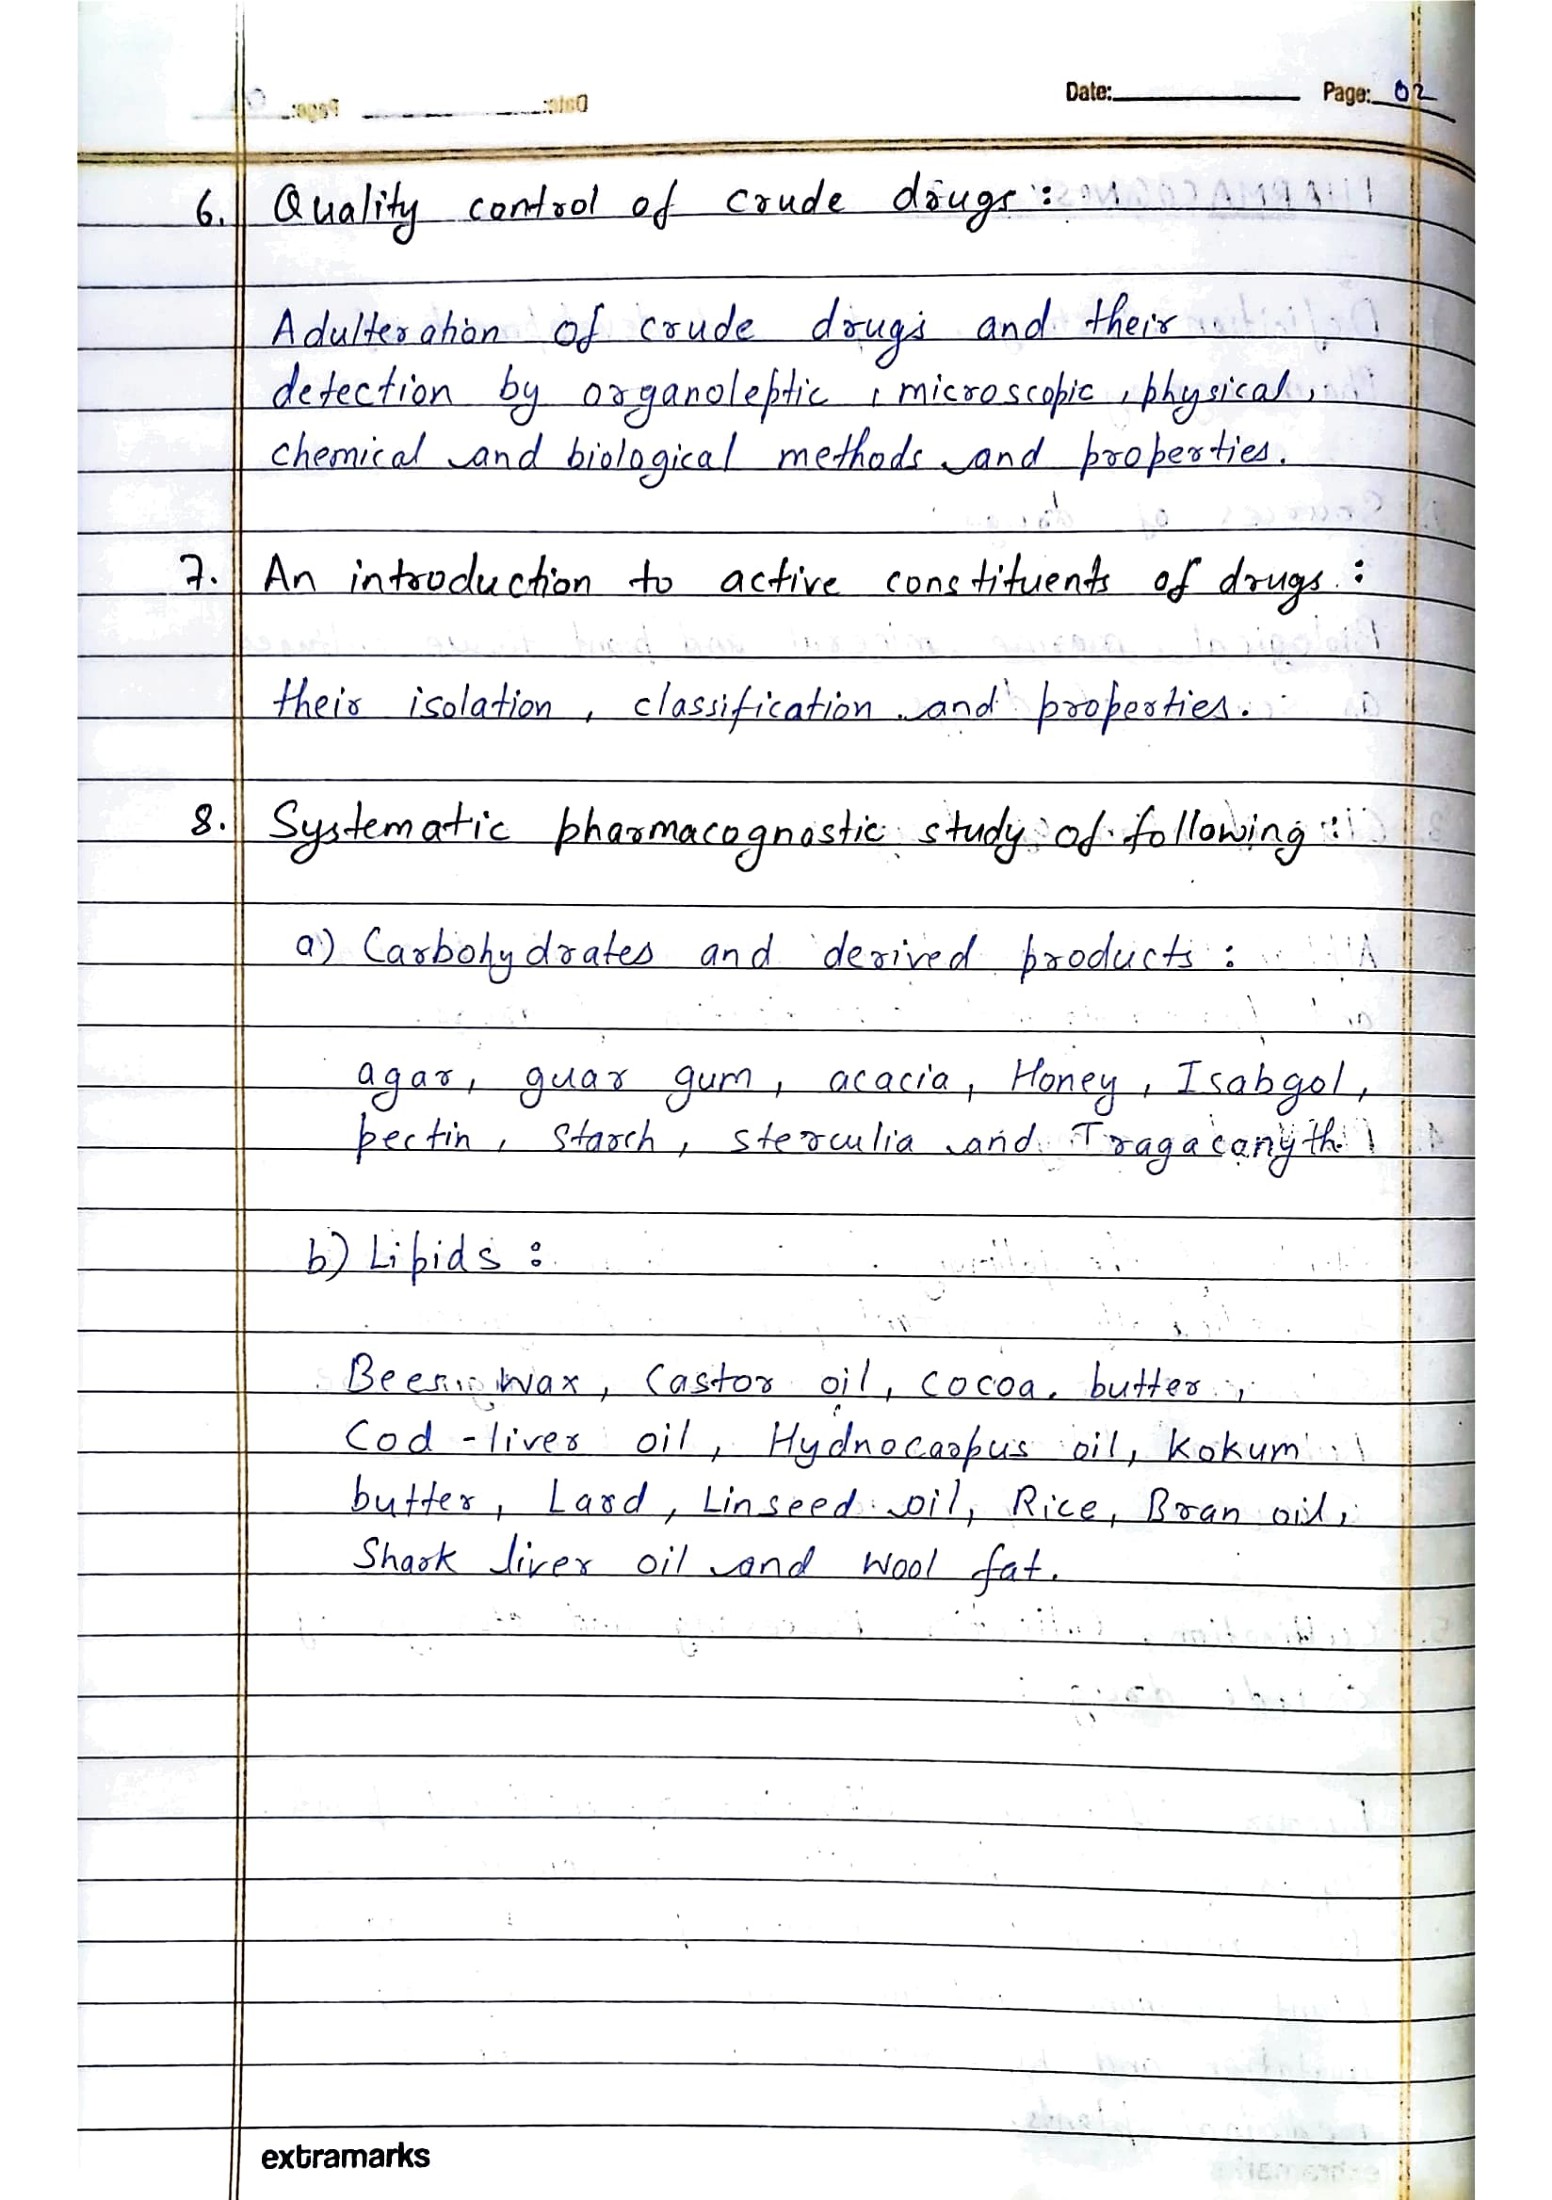 Date: Page: 02
6. Quality control of crude drugs :
Adulteration of crude drugs and their
detection by organoleptic, microscopic, physical,
chemical and biological methods and properties.
7. An introduction to active constituents of drugs :
their isolation, classification and properties.
8. Systematic pharmacognostic study of following :
a) Carbohydrates and derived products :
agar, guar gum, acacia, Honey, Isabgol,
pectin, Starch, sterculia and Tragacanyth.
b) Lipids :
Bees wax, Castor oil, Cocoa butter,
Cod-liver oil, Hydnocarpus oil, Kokum
butter, Lard, Linseed oil, Rice, Bran oil,
Shark liver oil and Wool fat.
extramarks